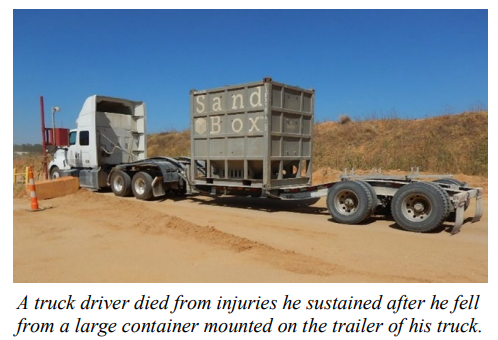 Sand
Box
A truck driver died from injuries he sustained after he fell
from a large container mounted on the trailer of his truck.